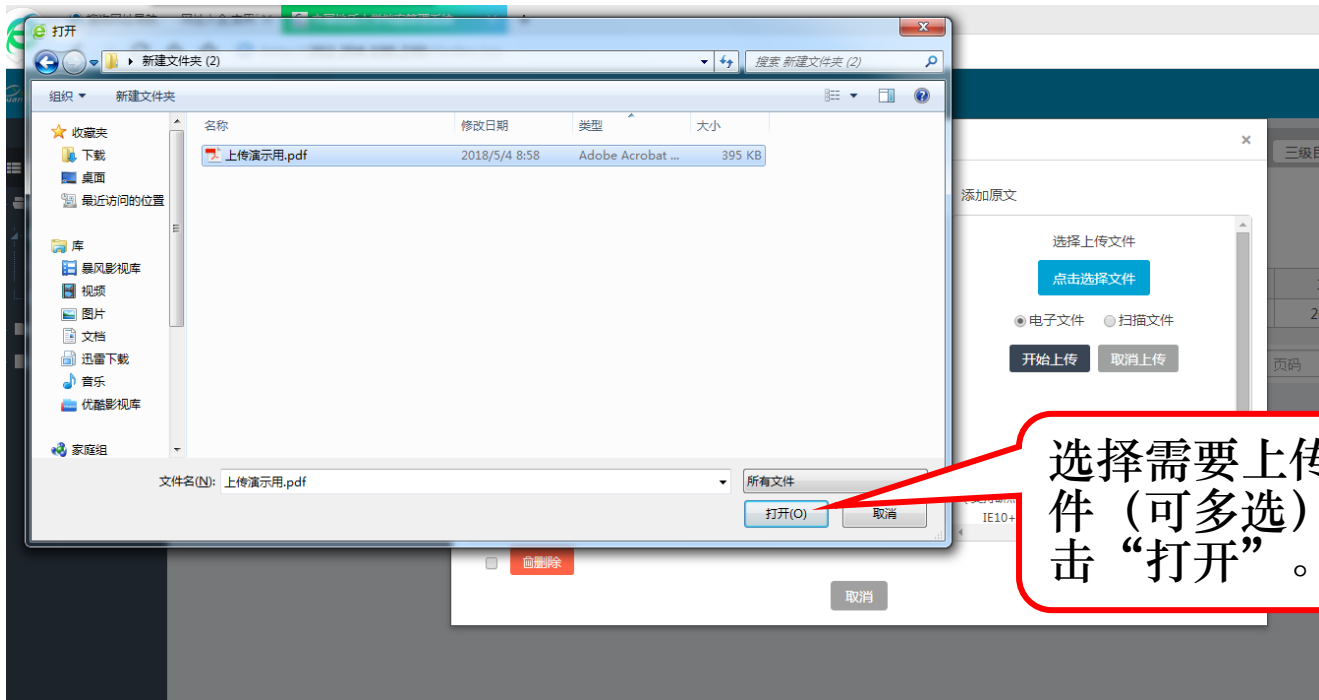 打开
新建文件夹 (2)
搜索 新建文件夹 (2)
组织
新建文件夹
收藏夹
下载
桌面
最近访问的位置
库
暴风影视库
视频
图片
文档
迅雷下载
音乐
优酷影视库
家庭组
名称 修改日期 类型 大小
上传演示用.pdf 2018/5/4 8:58 Adobe Acrobat ... 395 KB
文件名(N): 上传演示用.pdf
所有文件
打开(O) 取消
×
三级
添加原文
选择上传文件
点击选择文件
电子文件 扫描文件
开始上传 取消上传
页码
IE10+
删除
取消
选择需要上传
件（可多选）
击“打开”。